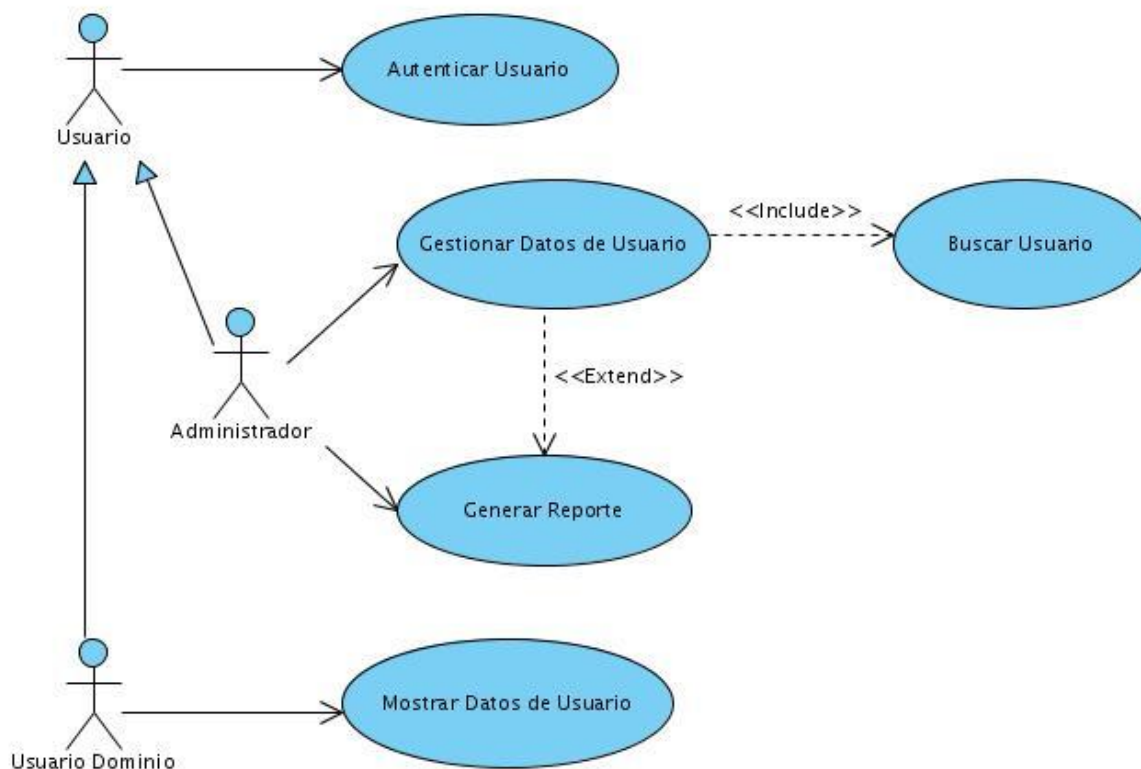 Autenticar Usuario
Usuario
Gestionar Datos de Usuario
<<Include>>
Buscar Usuario
<<Extend>>
Administrador
Generar Reporte
Mostrar Datos de Usuario
Usuario Dominio